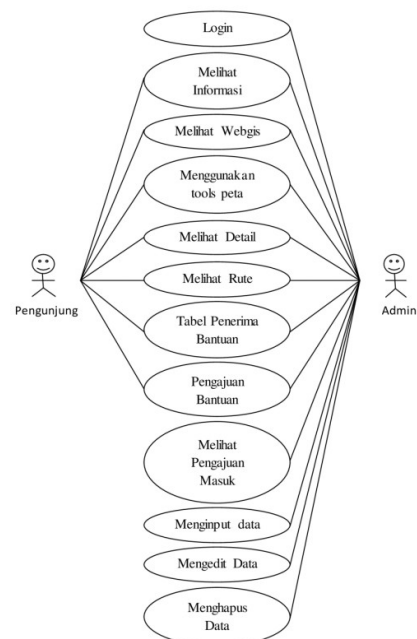 Login
Melihat
Informasi
Melihat Webgis
Menggunakan
tools peta
Melihat Detail
Melihat Rute
Pengunjung
Admin
Tabel Penerima
Bantuan
Pengajuan
Bantuan
Melihat
Pengajuan
Masuk
Menginput data
Mengedit Data
Menghapus
Data